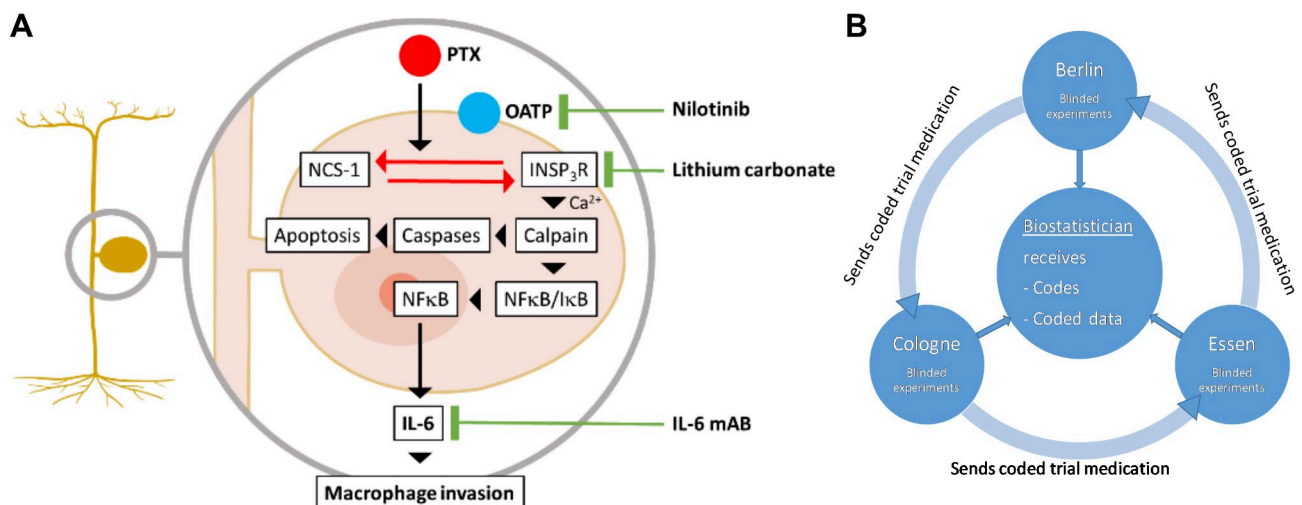 A
PTX
OATP
Nilotinib
NCS-1
INSP₃R
Lithium carbonate
Ca²⁺
Apoptosis
Caspases
Calpain
NFκB
NFκB/IκB
IL-6
IL-6 mAB
Macrophage invasion
B
Berlin
Blinded
experiments
Sends coded trial medication
Sends coded trial medication
Biostatistician
receives
- Codes
- Coded data
Cologne
Blinded
experiments
Essen
Blinded
experiments
Sends coded trial medication